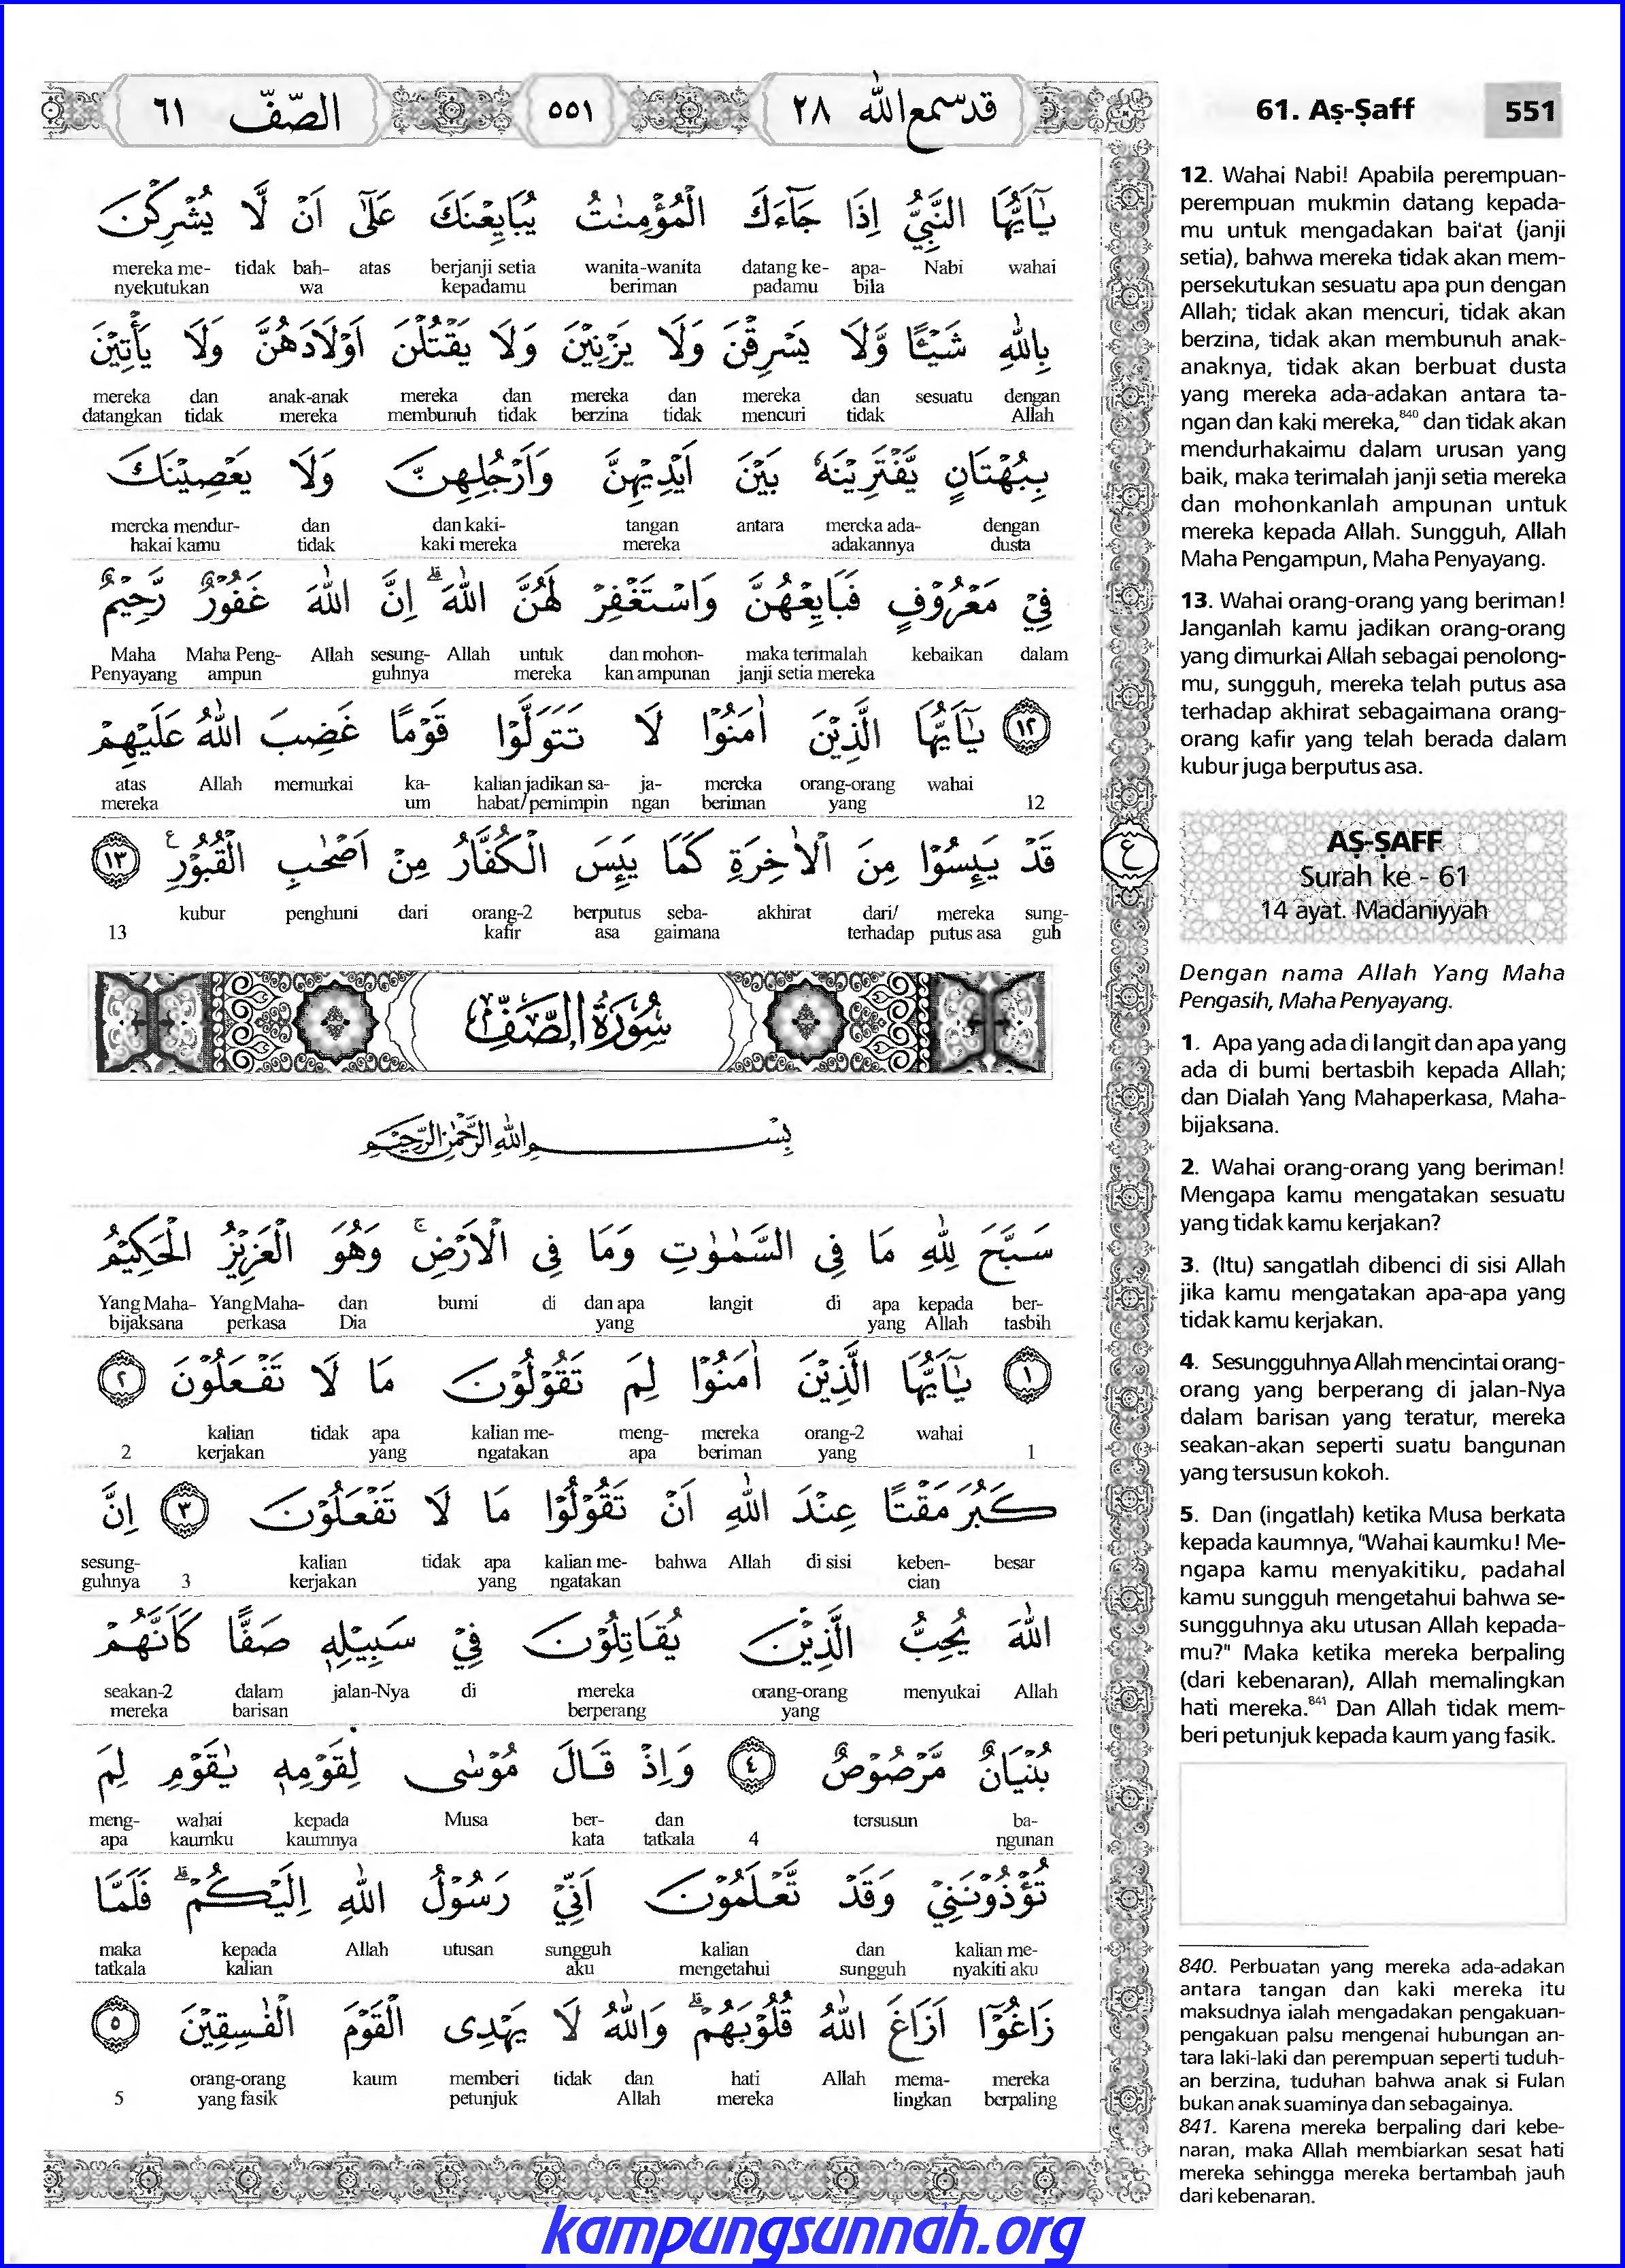 الصّفّ ٦١
٥٥١
قدسمع الله ٢٨
61. Aṣ-Ṣaff 551
يٰٓاَيُّهَا النَّبِيُّ اِذَا جَاۤءَكَ الْمُؤْمِنٰتُ يُبَايِعْنَكَ عَلٰٓى اَنْ لَّا يُشْرِكْنَ
mereka me- tidak bah- atas berjanji setia wanita-wanita datang ke- apa- Nabi wahai
nyekutukan wa kepadamu beriman padamu bila
بِاللّٰهِ شَيْـًٔا وَّلَا يَسْرِقْنَ وَلَا يَزْنِيْنَ وَلَا يَقْتُلْنَ اَوْلَادَهُنَّ وَلَا يَأْتِيْنَ
mereka dan anak-anak mereka dan mereka dan mereka dan sesuatu dengan
datangkan tidak mereka membunuh tidak berzina tidak mencuri tidak Allah
بِبُهْتَانٍ يَّفْتَرِيْنَهٗ بَيْنَ اَيْدِيْهِنَّ وَاَرْجُلِهِنَّ وَلَا يَعْصِيْنَكَ
mereka mendur- dan dan kaki- tangan antara mereka ada- dengan
hakai kamu tidak kaki mereka mereka adakannya dusta
فِيْ مَعْرُوْفٍ فَبَايِعْهُنَّ وَاسْتَغْفِرْ لَهُنَّ اللّٰهَ ۗ اِنَّ اللّٰهَ غَفُوْرٌ رَّحِيْمٌ
Maha Maha Peng- Allah sesung- Allah untuk dan mohon- maka terimalah kebaikan dalam
Penyayang ampun guhnya mereka kan ampunan janji setia mereka
١٢ يٰٓاَيُّهَا الَّذِيْنَ اٰمَنُوْا لَا تَتَوَلَّوْا قَوْمًا غَضِبَ اللّٰهُ عَلَيْهِمْ
atas Allah memurkai ka- kalian jadikan sa- ja- mereka orang-orang wahai
mereka um habat/pemimpin ngan beriman yang 12
قَدْ يَىِٕسُوْا مِنَ الْاٰخِرَةِ كَمَا يَىِٕسَ الْكُفَّارُ مِنْ اَصْحٰبِ الْقُبُوْرِ ࣖ ١٣
kubur penghuni dari orang-2 berputus seba- akhirat dari/ mereka sung-
13 kafir asa gaimana terhadap putus asa guh
ع
سُوْرَةُ الصَّفِّ
بِسْمِ اللّٰهِ الرَّحْمٰنِ الرَّحِيْمِ
سَبَّحَ لِلّٰهِ مَا فِى السَّمٰوٰتِ وَمَا فِى الْاَرْضِۚ وَهُوَ الْعَزِيْزُ الْحَكِيْمُ
Yang Maha- Yang Maha- dan bumi di dan apa langit di apa kepada ber-
bijaksana perkasa Dia yang yang Allah tasbih
١ يٰٓاَيُّهَا الَّذِيْنَ اٰمَنُوْا لِمَ تَقُوْلُوْنَ مَا لَا تَفْعَلُوْنَ ٢
kalian tidak apa kalian me- meng- mereka orang-2 wahai
2 kerjakan yang ngatakan apa beriman yang 1
كَبُرَ مَقْتًا عِنْدَ اللّٰهِ اَنْ تَقُوْلُوْا مَا لَا تَفْعَلُوْنَ ٣ اِنَّ
sesung- kalian tidak apa kalian me- bahwa Allah di sisi keben- besar
guhnya 3 kerjakan yang ngatakan cian
اللّٰهَ يُحِبُّ الَّذِيْنَ يُقَاتِلُوْنَ فِيْ سَبِيْلِهٖ صَفًّا كَاَنَّهُمْ
seakan-2 dalam jalan-Nya di mereka orang-orang menyukai Allah
mereka barisan berperang yang
بُنْيَانٌ مَّرْصُوْصٌ ٤ وَاِذْ قَالَ مُوْسٰى لِقَوْمِهٖ يٰقَوْمِ لِمَ
meng- wahai kepada Musa ber- dan tersusun ba-
apa kaumku kaumnya kata tatkala 4 ngunan
تُؤْذُوْنَنِيْ وَقَدْ تَّعْلَمُوْنَ اَنِّيْ رَسُوْلُ اللّٰهِ اِلَيْكُمْۗ فَلَمَّا
maka kepada Allah utusan sungguh kalian dan kalian me-
tatkala kalian aku mengetahui sungguh nyakiti aku
زَاغُوْٓا اَزَاغَ اللّٰهُ قُلُوْبَهُمْۗ وَاللّٰهُ لَا يَهْدِى الْقَوْمَ الْفٰسِقِيْنَ ٥
orang-orang kaum memberi tidak dan hati Allah mema- mereka
5 yang fasik petunjuk Allah mereka lingkan berpaling
12. Wahai Nabi! Apabila perempuan-
perempuan mukmin datang kepada-
mu untuk mengadakan bai'at (janji
setia), bahwa mereka tidak akan mem-
persekutukan sesuatu apa pun dengan
Allah; tidak akan mencuri, tidak akan
berzina, tidak akan membunuh anak-
anaknya, tidak akan berbuat dusta
yang mereka ada-adakan antara ta-
ngan dan kaki mereka,840 dan tidak akan
mendurhakaimu dalam urusan yang
baik, maka terimalah janji setia mereka
dan mohonkanlah ampunan untuk
mereka kepada Allah. Sungguh, Allah
Maha Pengampun, Maha Penyayang.
13. Wahai orang-orang yang beriman!
Janganlah kamu jadikan orang-orang
yang dimurkai Allah sebagai penolong-
mu, sungguh, mereka telah putus asa
terhadap akhirat sebagaimana orang-
orang kafir yang telah berada dalam
kubur juga berputus asa.
AṢ-ṢAFF
Surah ke - 61
14 ayat. Madaniyyah
Dengan nama Allah Yang Maha
Pengasih, Maha Penyayang.
1. Apa yang ada di langit dan apa yang
ada di bumi bertasbih kepada Allah;
dan Dialah Yang Mahaperkasa, Maha-
bijaksana.
2. Wahai orang-orang yang beriman!
Mengapa kamu mengatakan sesuatu
yang tidak kamu kerjakan?
3. (Itu) sangatlah dibenci di sisi Allah
jika kamu mengatakan apa-apa yang
tidak kamu kerjakan.
4. Sesungguhnya Allah mencintai orang-
orang yang berperang di jalan-Nya
dalam barisan yang teratur, mereka
seakan-akan seperti suatu bangunan
yang tersusun kokoh.
5. Dan (ingatlah) ketika Musa berkata
kepada kaumnya, "Wahai kaumku! Me-
ngapa kamu menyakitiku, padahal
kamu sungguh mengetahui bahwa se-
sungguhnya aku utusan Allah kepada-
mu?" Maka ketika mereka berpaling
(dari kebenaran), Allah memalingkan
hati mereka.841 Dan Allah tidak mem-
beri petunjuk kepada kaum yang fasik.
840. Perbuatan yang mereka ada-adakan
antara tangan dan kaki mereka itu
maksudnya ialah mengadakan pengakuan-
pengakuan palsu mengenai hubungan an-
tara laki-laki dan perempuan seperti tuduh-
an berzina, tuduhan bahwa anak si Fulan
bukan anak suaminya dan sebagainya.
841. Karena mereka berpaling dari kebe-
naran, maka Allah membiarkan sesat hati
mereka sehingga mereka bertambah jauh
dari kebenaran.
kampungsunnah.org